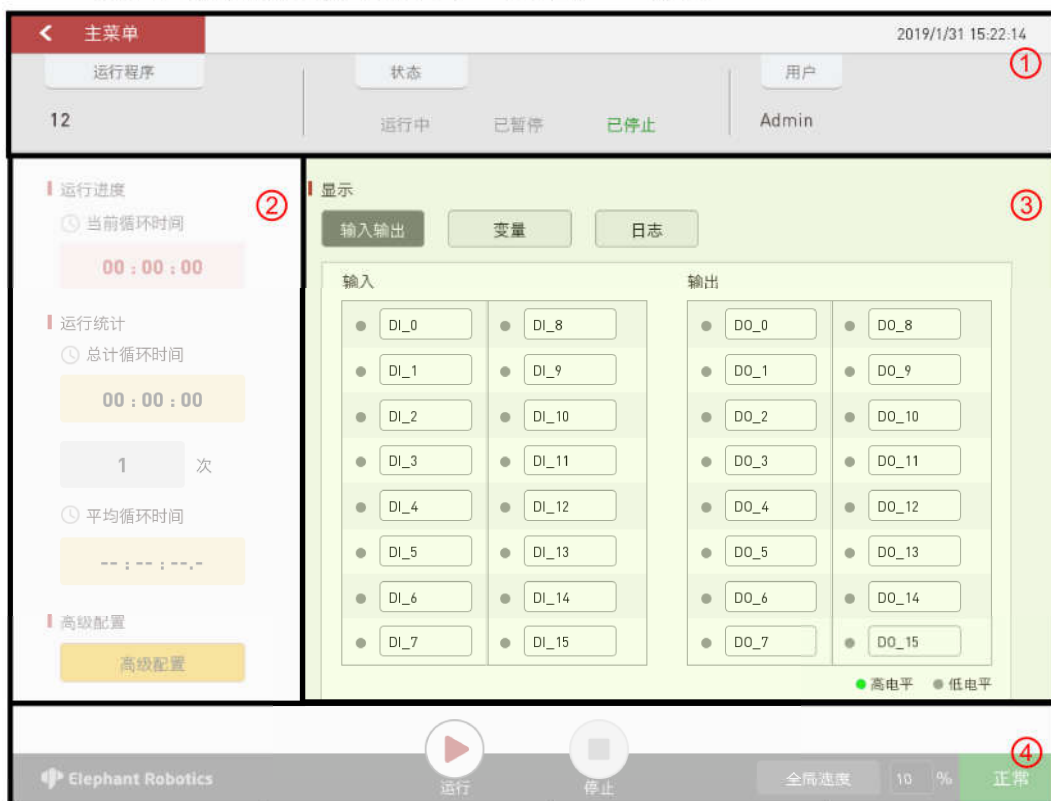 主菜单
2019/1/31 15:22:14
①
运行程序
状态
用户
12
运行中
已暂停
已停止
Admin
运行进度
②
当前循环时间
00 : 00 : 00
运行统计
总计循环时间
00 : 00 : 00
1 次
平均循环时间
-- : -- : --.-
高级配置
高级配置
显示
③
输入输出
变量
日志
输入
输出
DI_0 DI_8 DO_0 DO_8
DI_1 DI_9 DO_1 DO_9
DI_2 DI_10 DO_2 DO_10
DI_3 DI_11 DO_3 DO_11
DI_4 DI_12 DO_4 DO_12
DI_5 DI_13 DO_5 DO_13
DI_6 DI_14 DO_6 DO_14
DI_7 DI_15 DO_7 DO_15
高电平 低电平
④
Elephant Robotics
运行
停止
全局速度
10 %
正常